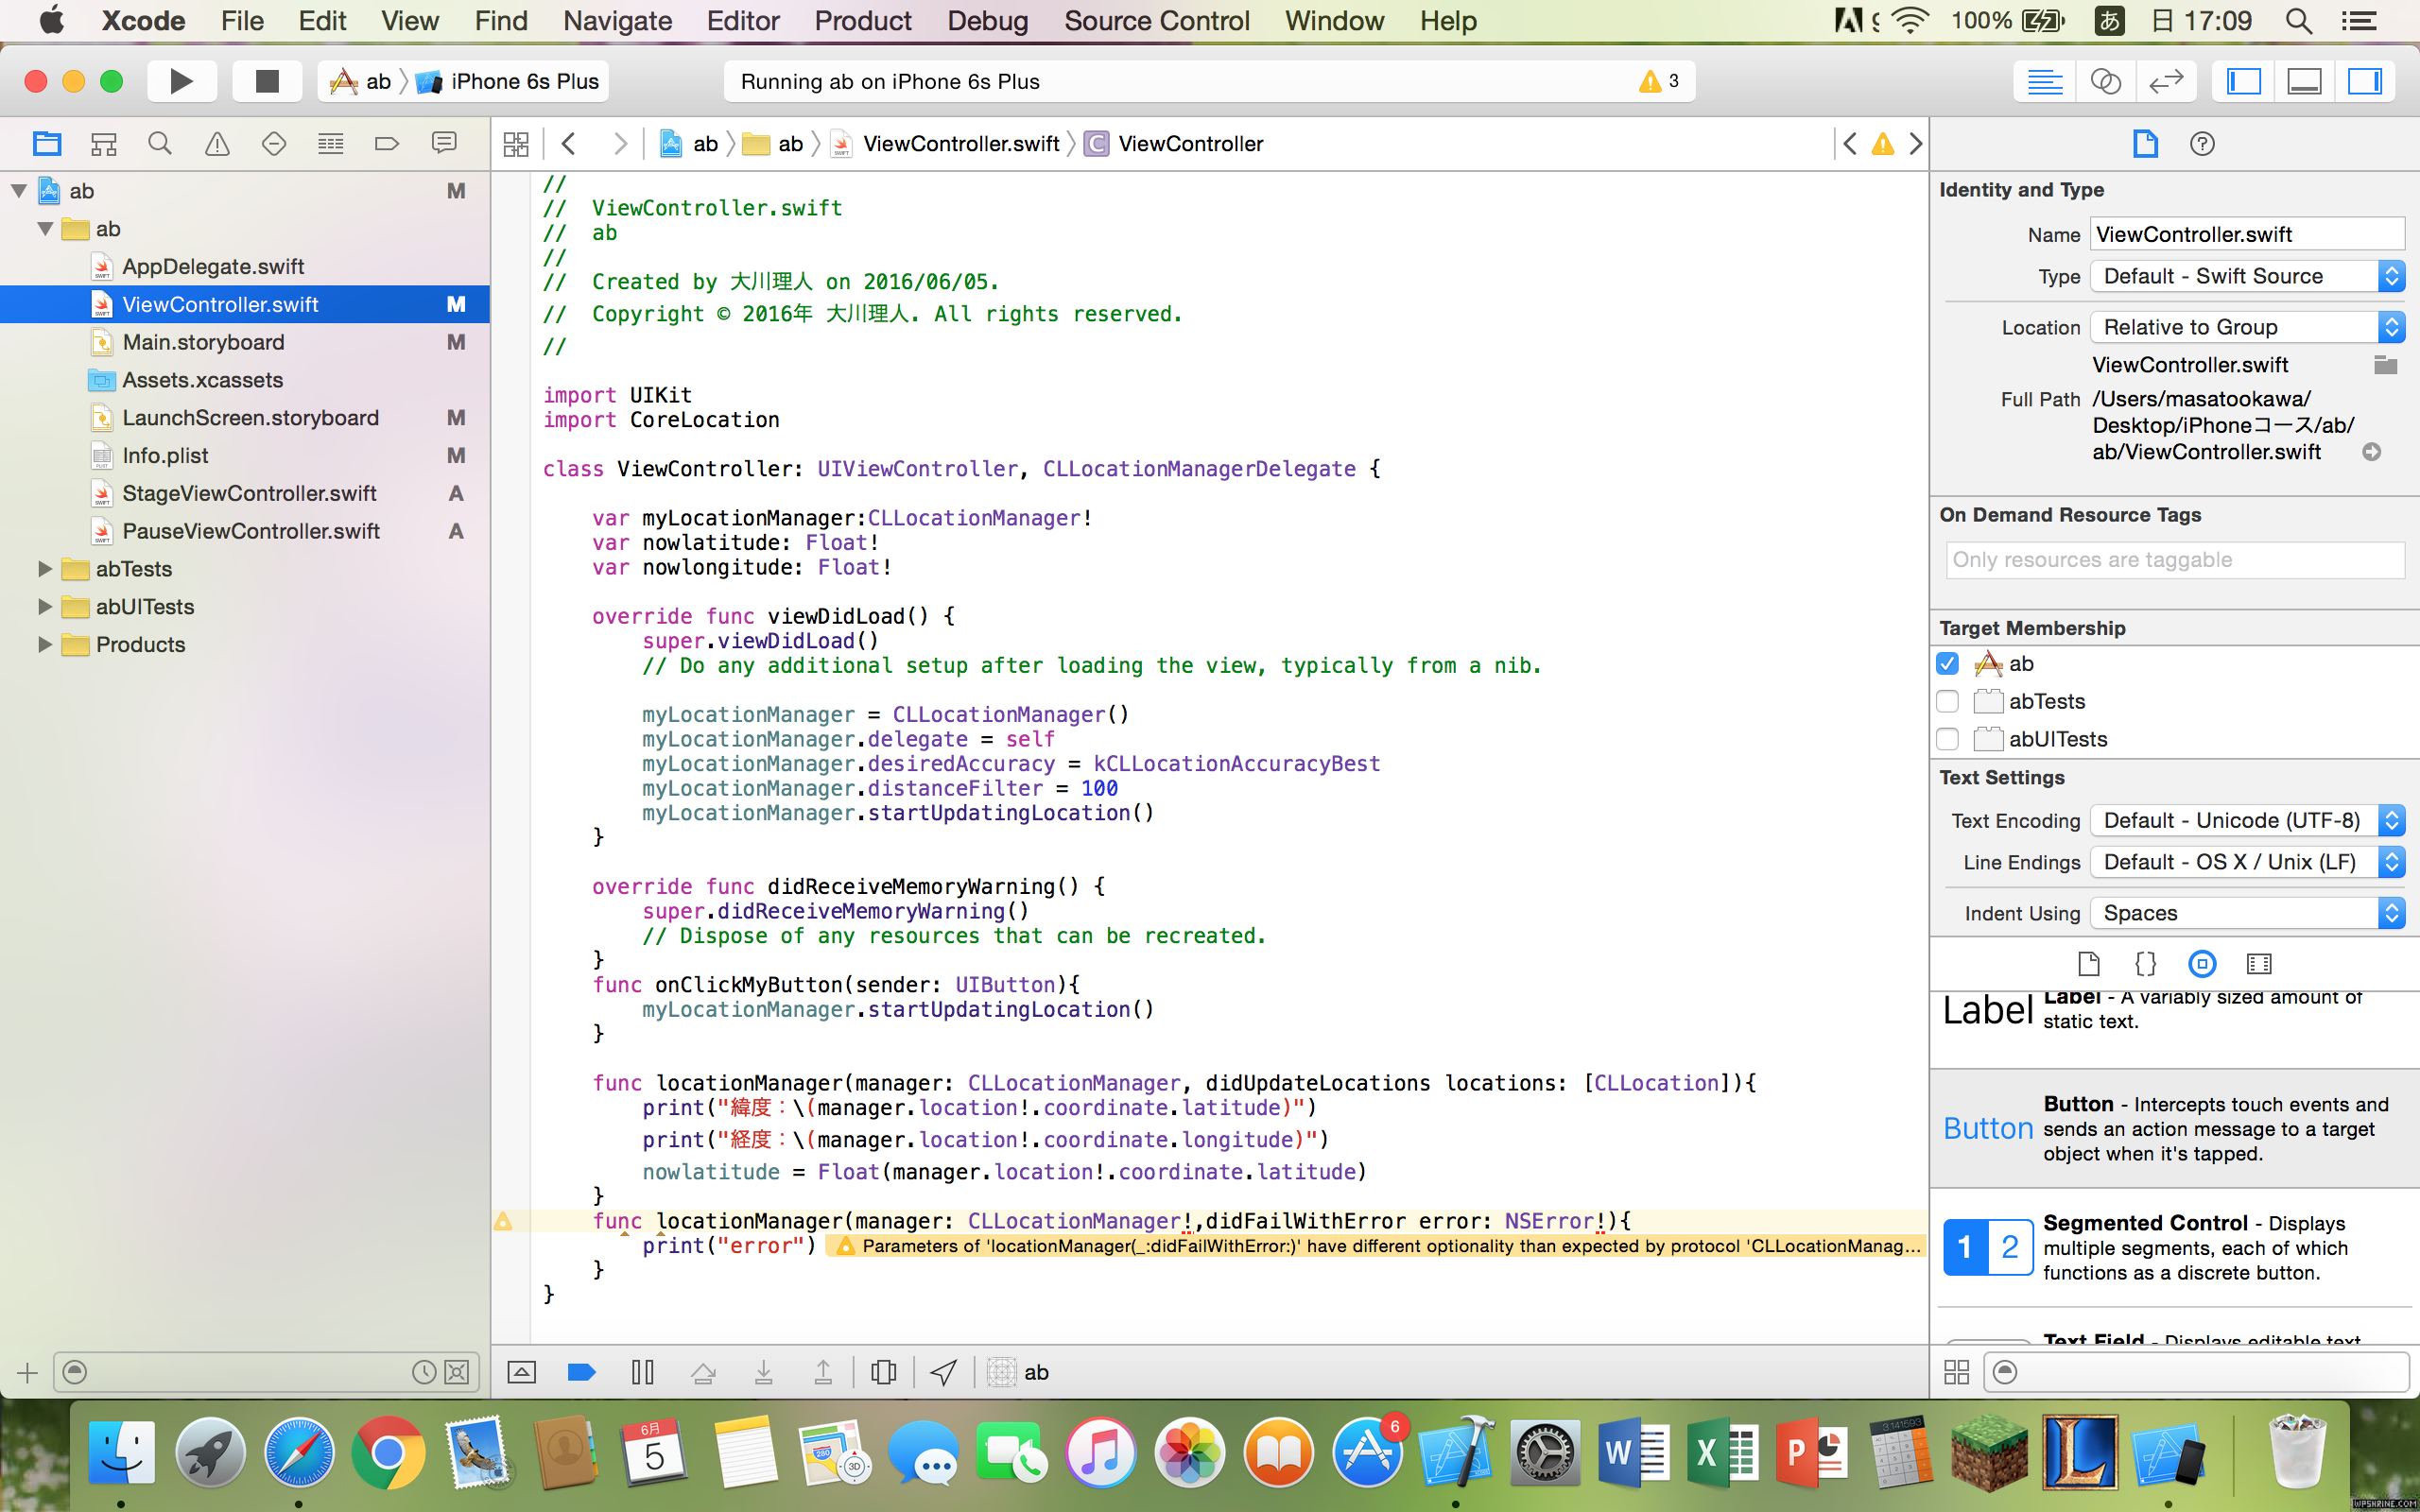 Xcode File Edit View Find Navigate Editor Product Debug Source Control Window Help
100% あ 日 17:09
ab iPhone 6s Plus
Running ab on iPhone 6s Plus
3
ab ab ViewController.swift C ViewController
ab M
ab
AppDelegate.swift
ViewController.swift M
Main.storyboard M
Assets.xcassets
LaunchScreen.storyboard M
Info.plist M
StageViewController.swift A
PauseViewController.swift A
abTests
abUITests
Products
//
// ViewController.swift
// ab
//
// Created by 大川理人 on 2016/06/05.
// Copyright © 2016年 大川理人. All rights reserved.
//
import UIKit
import CoreLocation
class ViewController: UIViewController, CLLocationManagerDelegate {
var myLocationManager:CLLocationManager!
var nowlatitude: Float!
var nowlongitude: Float!
override func viewDidLoad() {
super.viewDidLoad()
// Do any additional setup after loading the view, typically from a nib.
myLocationManager = CLLocationManager()
myLocationManager.delegate = self
myLocationManager.desiredAccuracy = kCLLocationAccuracyBest
myLocationManager.distanceFilter = 100
myLocationManager.startUpdatingLocation()
}
override func didReceiveMemoryWarning() {
super.didReceiveMemoryWarning()
// Dispose of any resources that can be recreated.
}
func onClickMyButton(sender: UIButton){
myLocationManager.startUpdatingLocation()
}
func locationManager(manager: CLLocationManager, didUpdateLocations locations: [CLLocation]){
print("緯度：\(manager.location!.coordinate.latitude)")
print("経度：\(manager.location!.coordinate.longitude)")
nowlatitude = Float(manager.location!.coordinate.latitude)
}
func locationManager(manager: CLLocationManager!,didFailWithError error: NSError!){
print("error") Parameters of 'locationManager(_:didFailWithError:)' have different optionality than expected by protocol 'CLLocationManag...
}
}
ab
Identity and Type
Name ViewController.swift
Type Default - Swift Source
Location Relative to Group
ViewController.swift
Full Path /Users/masatookawa/
Desktop/iPhoneコース/ab/
ab/ViewController.swift
On Demand Resource Tags
Only resources are taggable
Target Membership
ab
abTests
abUITests
Text Settings
Text Encoding Default - Unicode (UTF-8)
Line Endings Default - OS X / Unix (LF)
Indent Using Spaces
Label Label - A variably sized amount of
static text.
Button Button - Intercepts touch events and
sends an action message to a target
object when it's tapped.
1 2 Segmented Control - Displays
multiple segments, each of which
functions as a discrete button.
Text Field - Displays editable text
6月
5
280
3D
6
W
X
P
3.141593
L
WPSHRINE.COM